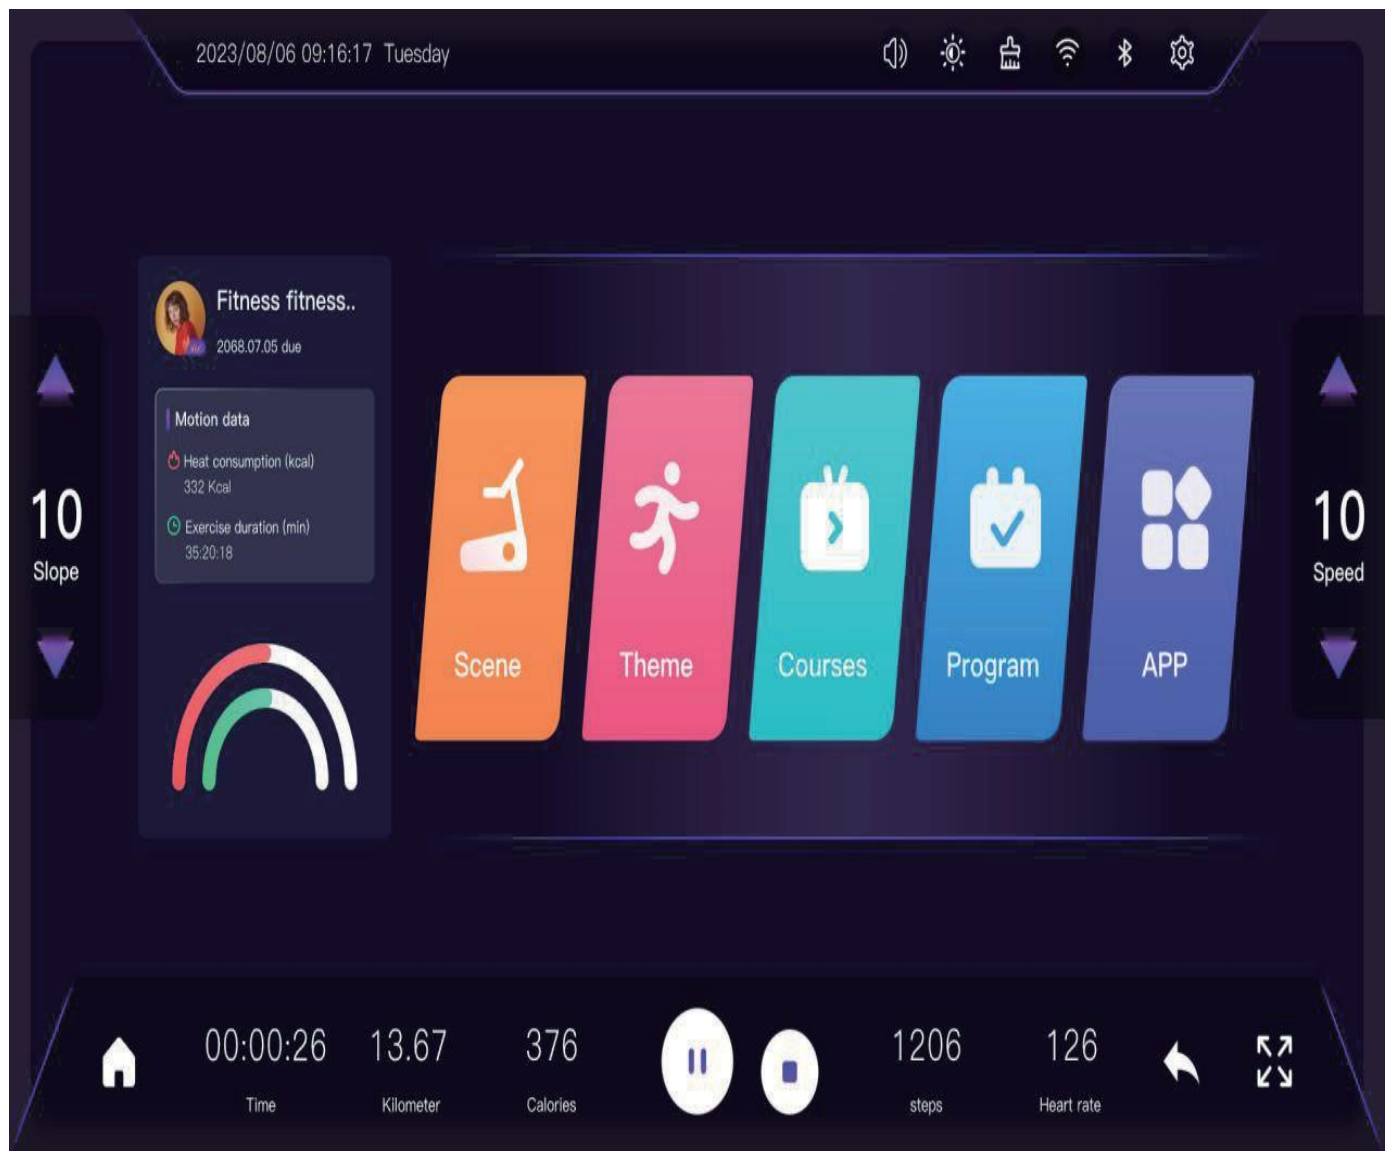 2023/08/06 09:16:17 Tuesday
Fitness fitness..
2068.07.05 due
Motion data
Heat consumption (kcal)
332 Kcal
Exercise duration (min)
35:20:18
10
Slope
Scene
Theme
Courses
Program
APP
10
Speed
00:00:26
Time
13.67
Kilometer
376
Calories
1206
steps
126
Heart rate